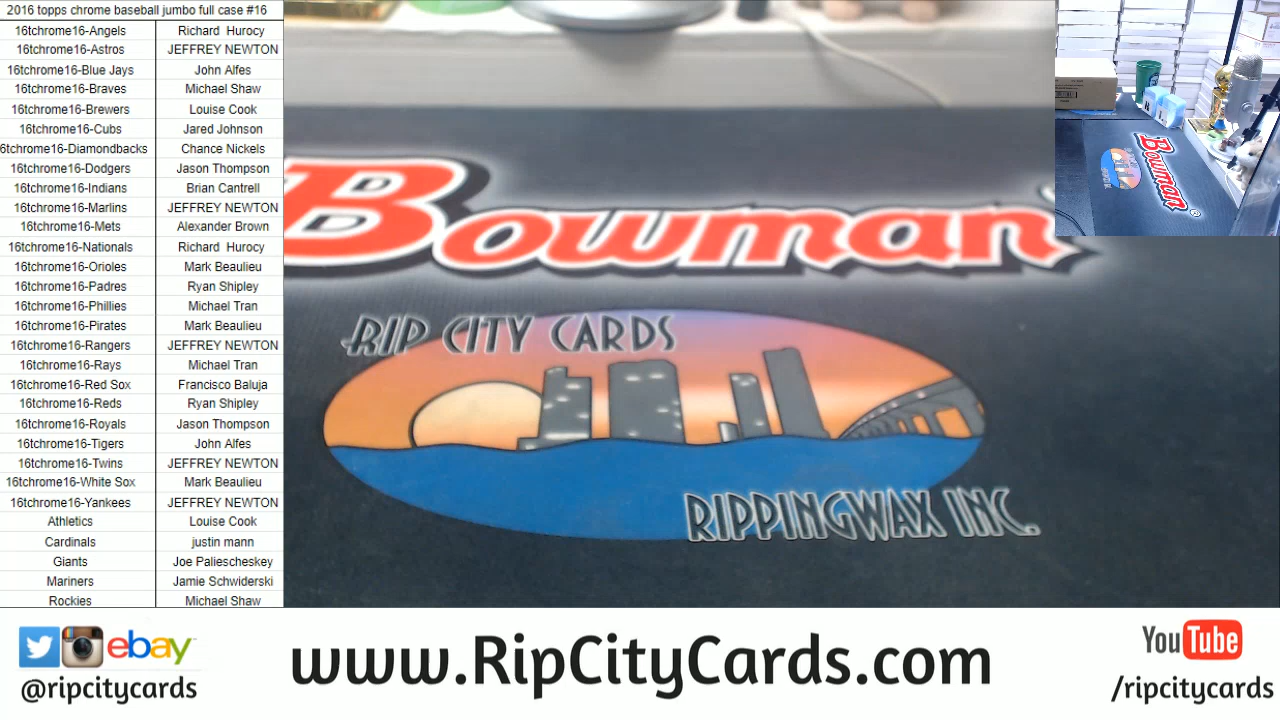 2016 topps chrome baseball jumbo full case #16
16tchrome16-Angels Richard Hurocy
16tchrome16-Astros JEFFREY NEWTON
16tchrome16-Blue Jays John Alfes
16tchrome16-Braves Michael Shaw
16tchrome16-Brewers Louise Cook
16tchrome16-Cubs Jared Johnson
6tchrome16-Diamondbacks Chance Nickels
16tchrome16-Dodgers Jason Thompson
16tchrome16-Indians Brian Cantrell
16tchrome16-Marlins JEFFREY NEWTON
16tchrome16-Mets Alexander Brown
16tchrome16-Nationals Richard Hurocy
16tchrome16-Orioles Mark Beaulieu
16tchrome16-Padres Ryan Shipley
16tchrome16-Phillies Michael Tran
16tchrome16-Pirates Mark Beaulieu
16tchrome16-Rangers JEFFREY NEWTON
16tchrome16-Rays Michael Tran
16tchrome16-Red Sox Francisco Baluja
16tchrome16-Reds Ryan Shipley
16tchrome16-Royals Jason Thompson
16tchrome16-Tigers John Alfes
16tchrome16-Twins JEFFREY NEWTON
16tchrome16-White Sox Mark Beaulieu
16tchrome16-Yankees JEFFREY NEWTON
Athletics Louise Cook
Cardinals justin mann
Giants Joe Paliescheskey
Mariners Jamie Schwiderski
Rockies Michael Shaw
Bowman
RIP CITY CARDS
RIPPINGWAX INC.
Bowman
ebay
@ripcitycards
www.RipCityCards.com
YouTube
/ripcitycards